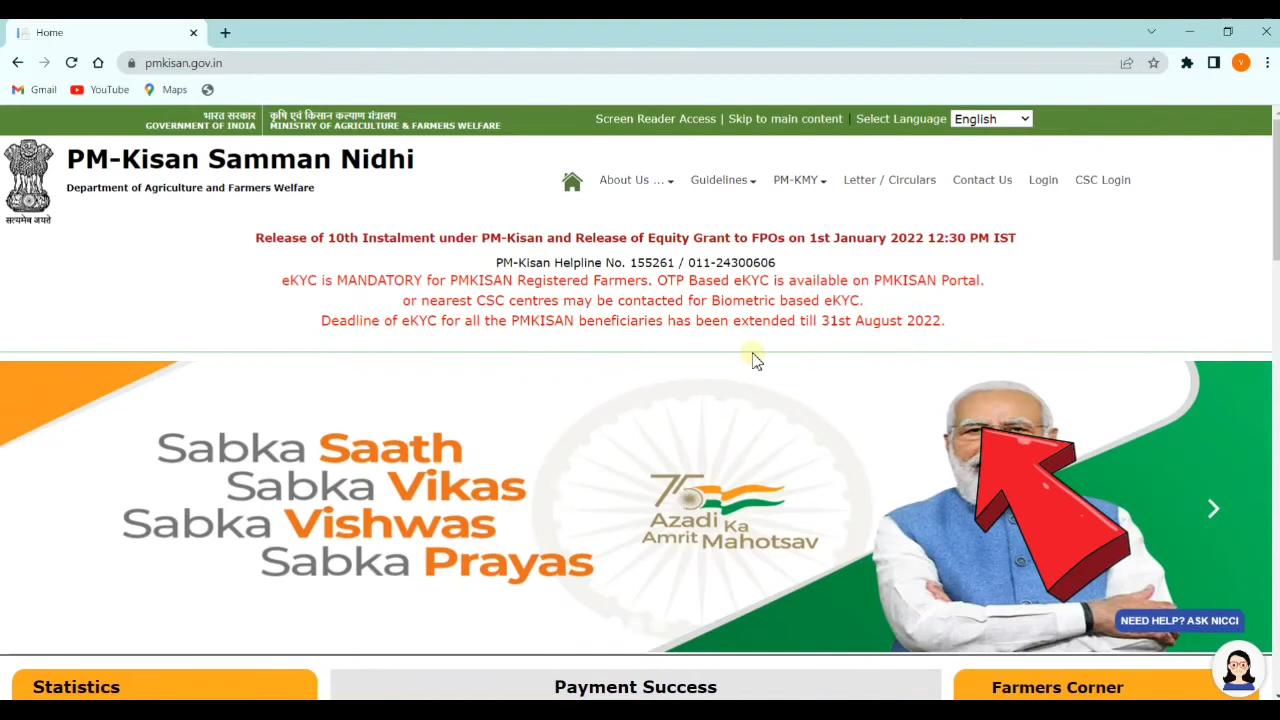 Home
pmkisan.gov.in
Gmail YouTube Maps
भारत सरकार
GOVERNMENT OF INDIA
कृषि एवं किसान कल्याण मंत्रालय
MINISTRY OF AGRICULTURE & FARMERS WELFARE
Screen Reader Access | Skip to main content | Select Language English
सत्यमेव जयते
PM-Kisan Samman Nidhi
Department of Agriculture and Farmers Welfare
About Us ... Guidelines PM-KMY Letter / Circulars Contact Us Login CSC Login
Release of 10th Instalment under PM-Kisan and Release of Equity Grant to FPOs on 1st January 2022 12:30 PM IST
PM-Kisan Helpline No. 155261 / 011-24300606
eKYC is MANDATORY for PMKISAN Registered Farmers. OTP Based eKYC is available on PMKISAN Portal.
or nearest CSC centres may be contacted for Biometric based eKYC.
Deadline of eKYC for all the PMKISAN beneficiaries has been extended till 31st August 2022.
Sabka Saath
Sabka Vikas
Sabka Vishwas
Sabka Prayas
75
Azadi Ka
Amrit Mahotsav
NEED HELP? ASK NICCI
Statistics
Payment Success
Farmers Corner